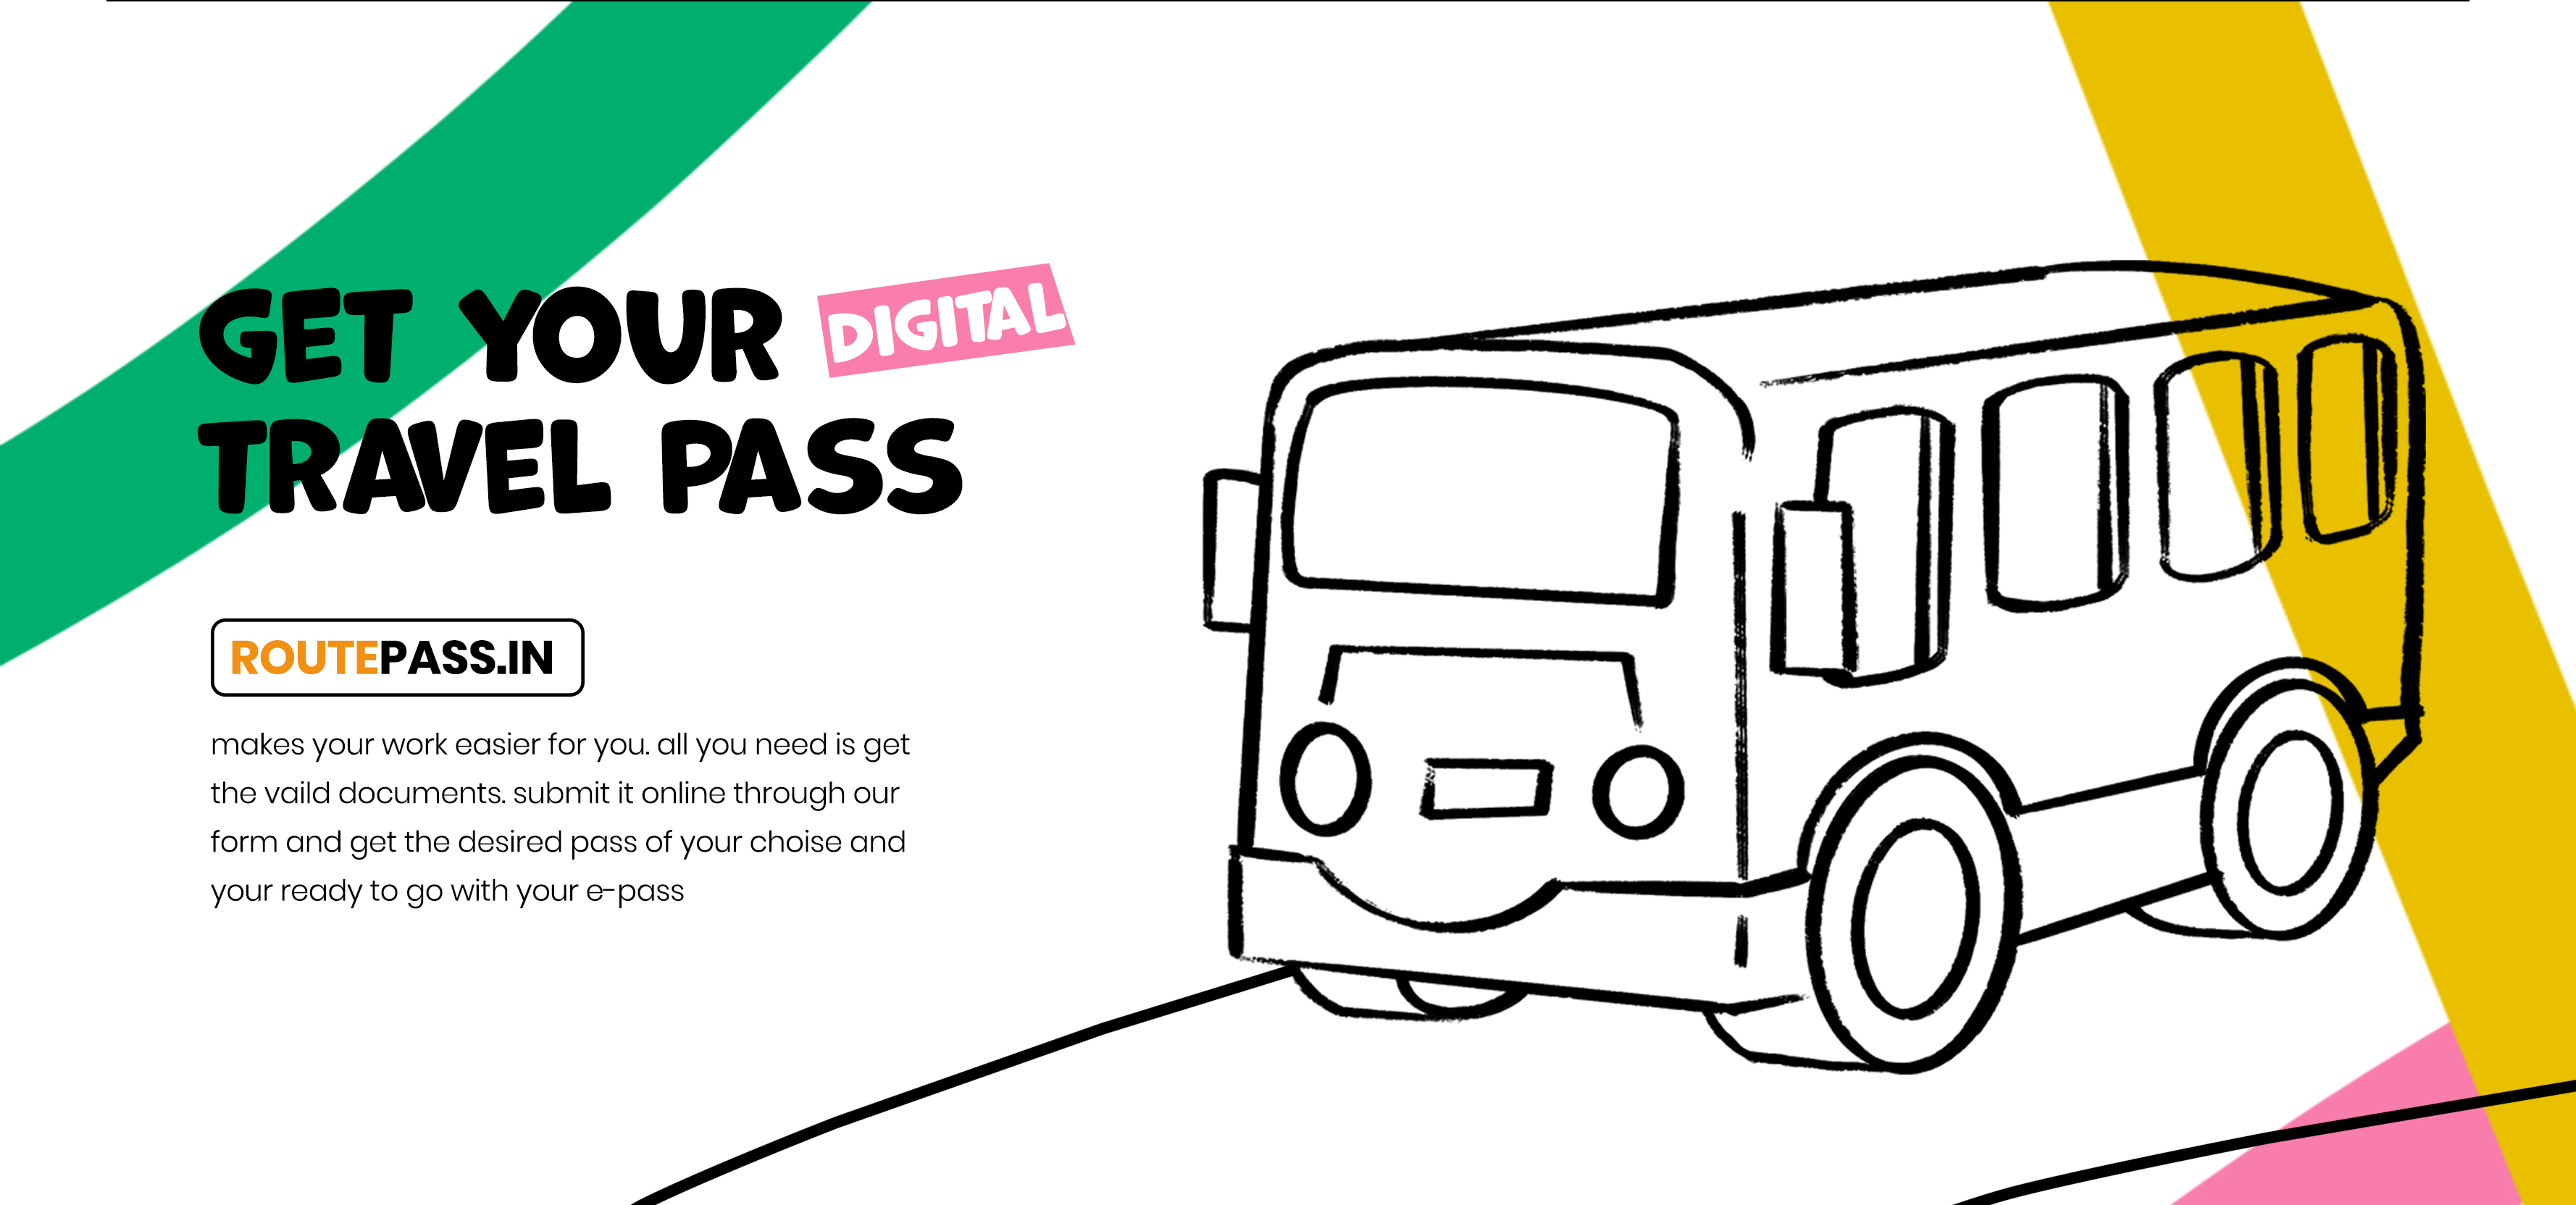 GET YOUR DIGITAL
TRAVEL PASS
ROUTEPASS.IN
makes your work easier for you. all you need is get
the vaild documents. submit it online through our
form and get the desired pass of your choise and
your ready to go with your e-pass